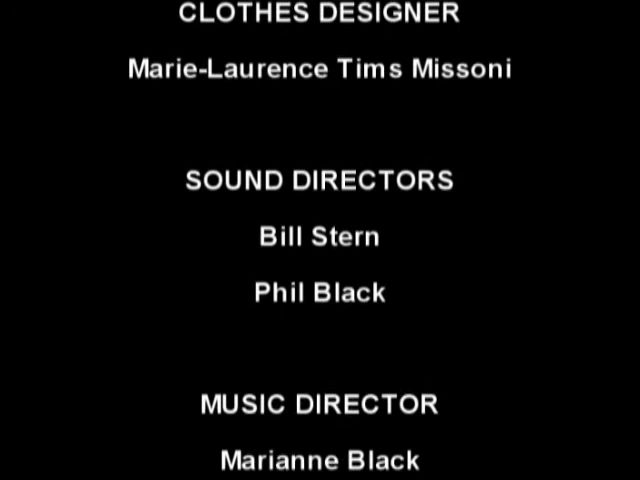 CLOTHES DESIGNER
Marie-Laurence Tims Missoni
SOUND DIRECTORS
Bill Stern
Phil Black
MUSIC DIRECTOR
Marianne Black